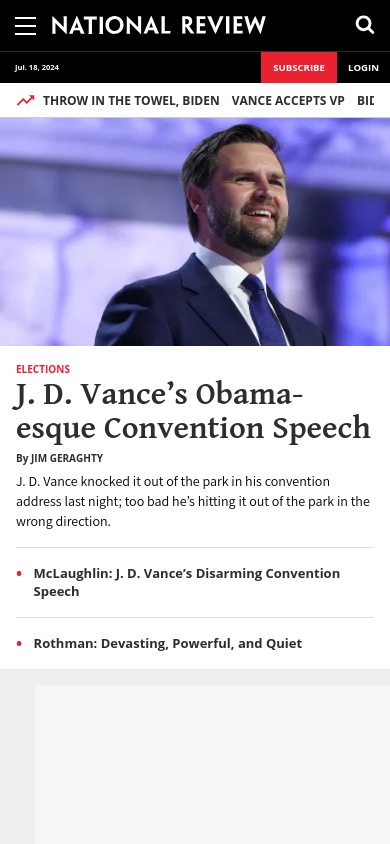 NATIONAL REVIEW
Jul. 18, 2024
SUBSCRIBE
LOGIN
THROW IN THE TOWEL, BIDEN VANCE ACCEPTS VP
ELECTIONS
J. D. Vance’s Obama-
esque Convention Speech
By JIM GERAGHTY
J. D. Vance knocked it out of the park in his convention
address last night; too bad he’s hitting it out of the park in the
wrong direction.
McLaughlin: J. D. Vance’s Disarming Convention
Speech
Rothman: Devasting, Powerful, and Quiet